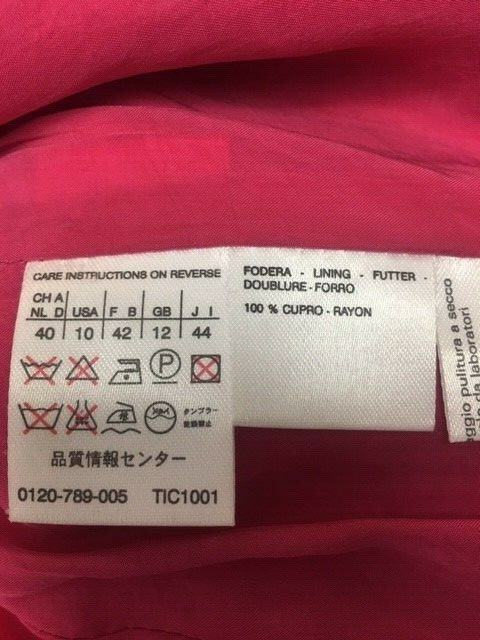 CARE INSTRUCTIONS ON REVERSE
CH A
NL D USA F B GB J I
40 10 42 12 44
P
タンブラー
乾燥禁止
品質情報センター
0120-789-005 TIC1001
FODERA - LINING - FUTTER -
DOUBLURE - FORRO
100 % CUPRO - RAYON
eggio pulitura a secco
da laboratori